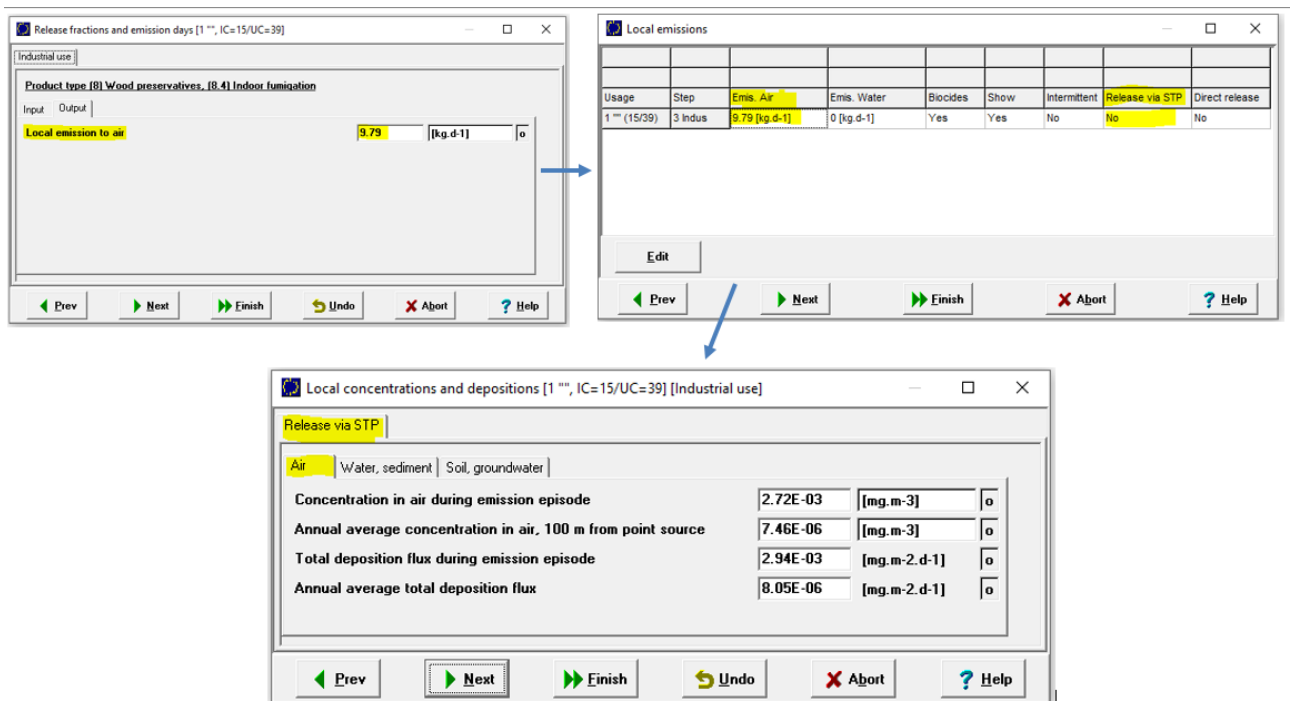 Release fractions and emission days [1 "", IC=15/UC=39]
Industrial use
Product type [8] Wood preservatives, [8.4] Indoor fumigation
Input Output
Local emission to air 9.79 [kg.d-1] o
Prev Next Finish Undo Abort Help
Local emissions
Usage Step Emis. Air Emis. Water Biocides Show Intermittent Release via STP Direct release
1 "" (15/39) 3 Indus 9.79 [kg.d-1] 0 [kg.d-1] Yes Yes No No No
Edit
Prev Next Finish Abort Help
Local concentrations and depositions [1 "", IC=15/UC=39] [Industrial use]
Release via STP
Air Water, sediment Soil, groundwater
Concentration in air during emission episode 2.72E-03 [mg.m-3] o
Annual average concentration in air, 100 m from point source 7.46E-06 [mg.m-3] o
Total deposition flux during emission episode 2.94E-03 [mg.m-2.d-1] o
Annual average total deposition flux 8.05E-06 [mg.m-2.d-1] o
Prev Next Finish Undo Abort Help